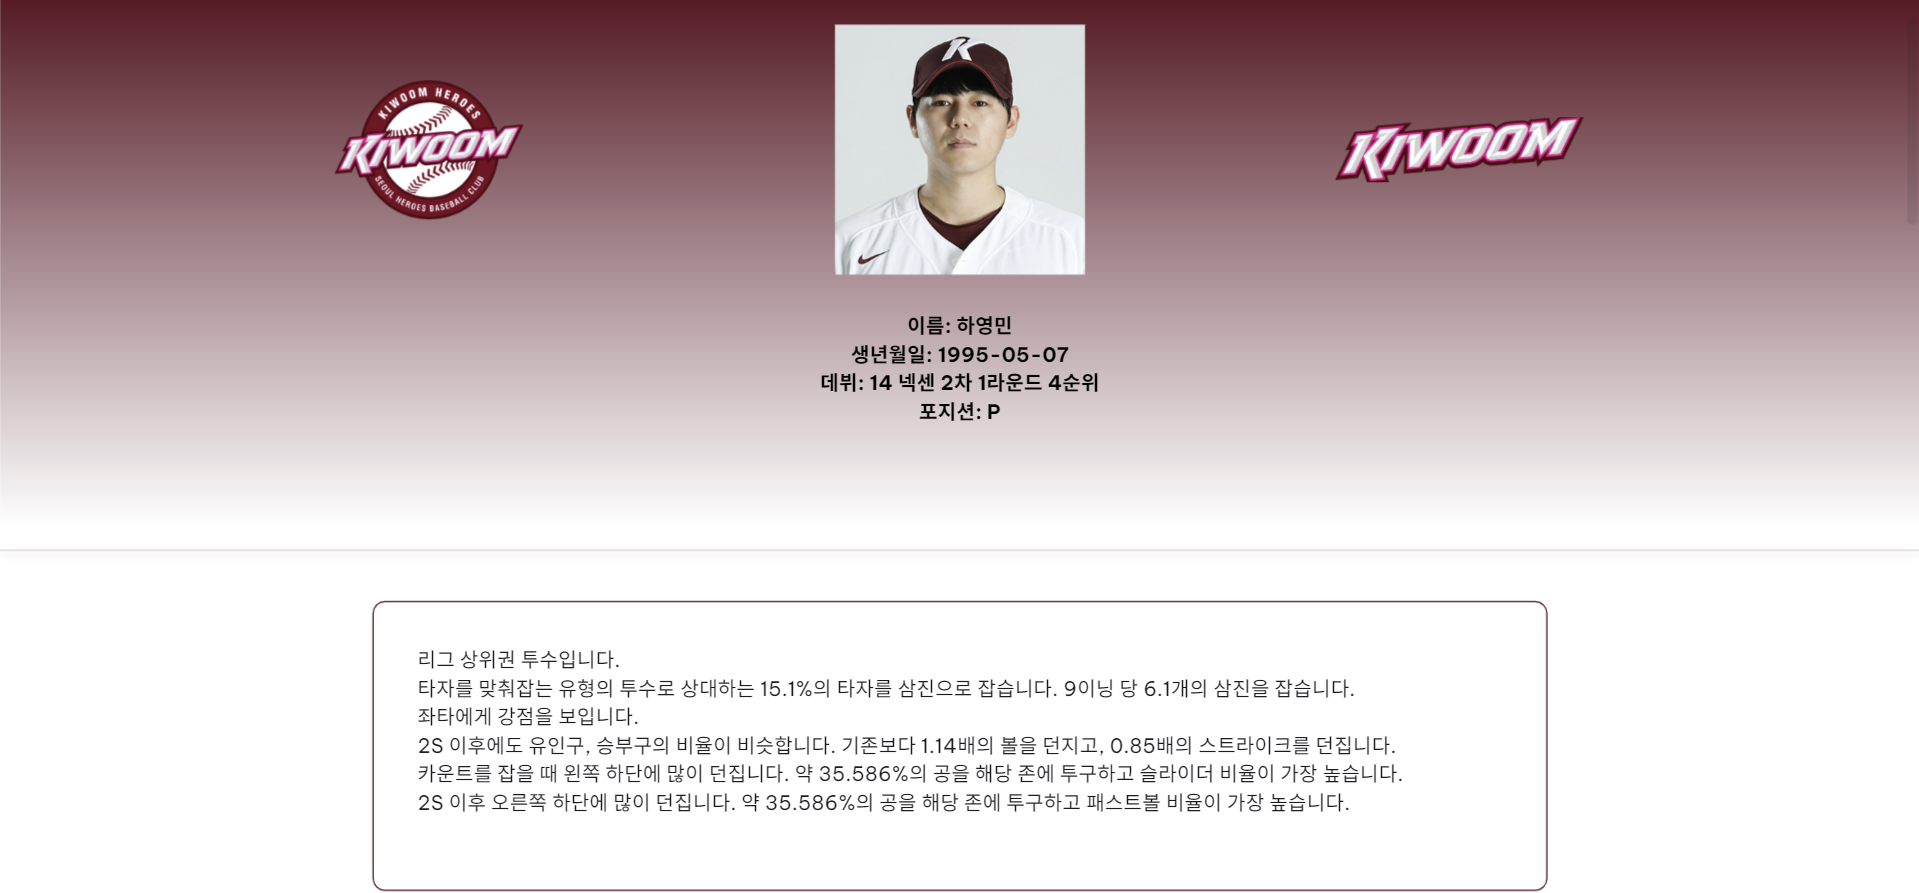 KIWOOM HEROES
KIWOOM
SEOUL HEROES BASEBALL CLUB
K
KIWOOM
이름: 하영민
생년월일: 1995-05-07
데뷔: 14 넥센 2차 1라운드 4순위
포지션: P
리그 상위권 투수입니다.
타자를 맞춰잡는 유형의 투수로 상대하는 15.1%의 타자를 삼진으로 잡습니다. 9이닝 당 6.1개의 삼진을 잡습니다.
좌타에게 강점을 보입니다.
2S 이후에도 유인구, 승부구의 비율이 비슷합니다. 기존보다 1.14배의 볼을 던지고, 0.85배의 스트라이크를 던집니다.
카운트를 잡을 때 왼쪽 하단에 많이 던집니다. 약 35.586%의 공을 해당 존에 투구하고 슬라이더 비율이 가장 높습니다.
2S 이후 오른쪽 하단에 많이 던집니다. 약 35.586%의 공을 해당 존에 투구하고 패스트볼 비율이 가장 높습니다.